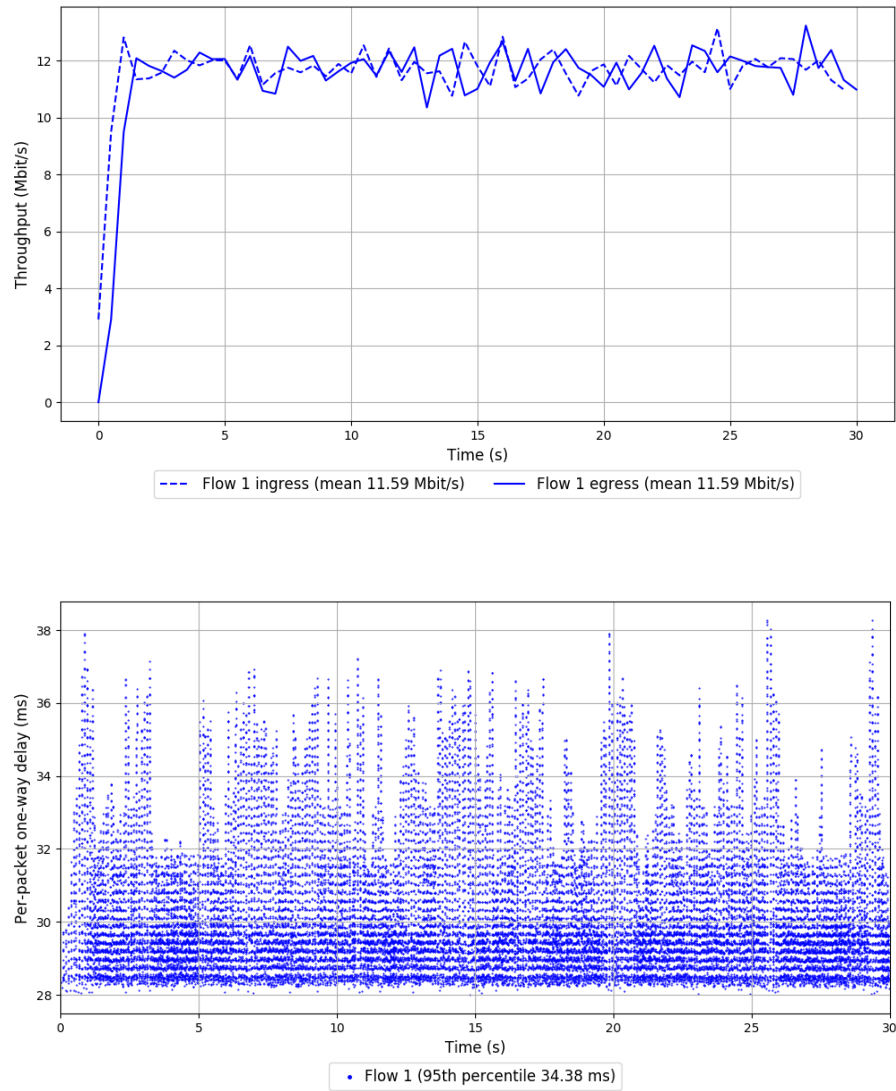 12
10
8
6
4
2
0
Throughput (Mbit/s)
0 5 10 15 20 25 30
Time (s)
Flow 1 ingress (mean 11.59 Mbit/s) Flow 1 egress (mean 11.59 Mbit/s)
38
36
34
32
30
28
Per-packet one-way delay (ms)
0 5 10 15 20 25 30
Time (s)
Flow 1 (95th percentile 34.38 ms)